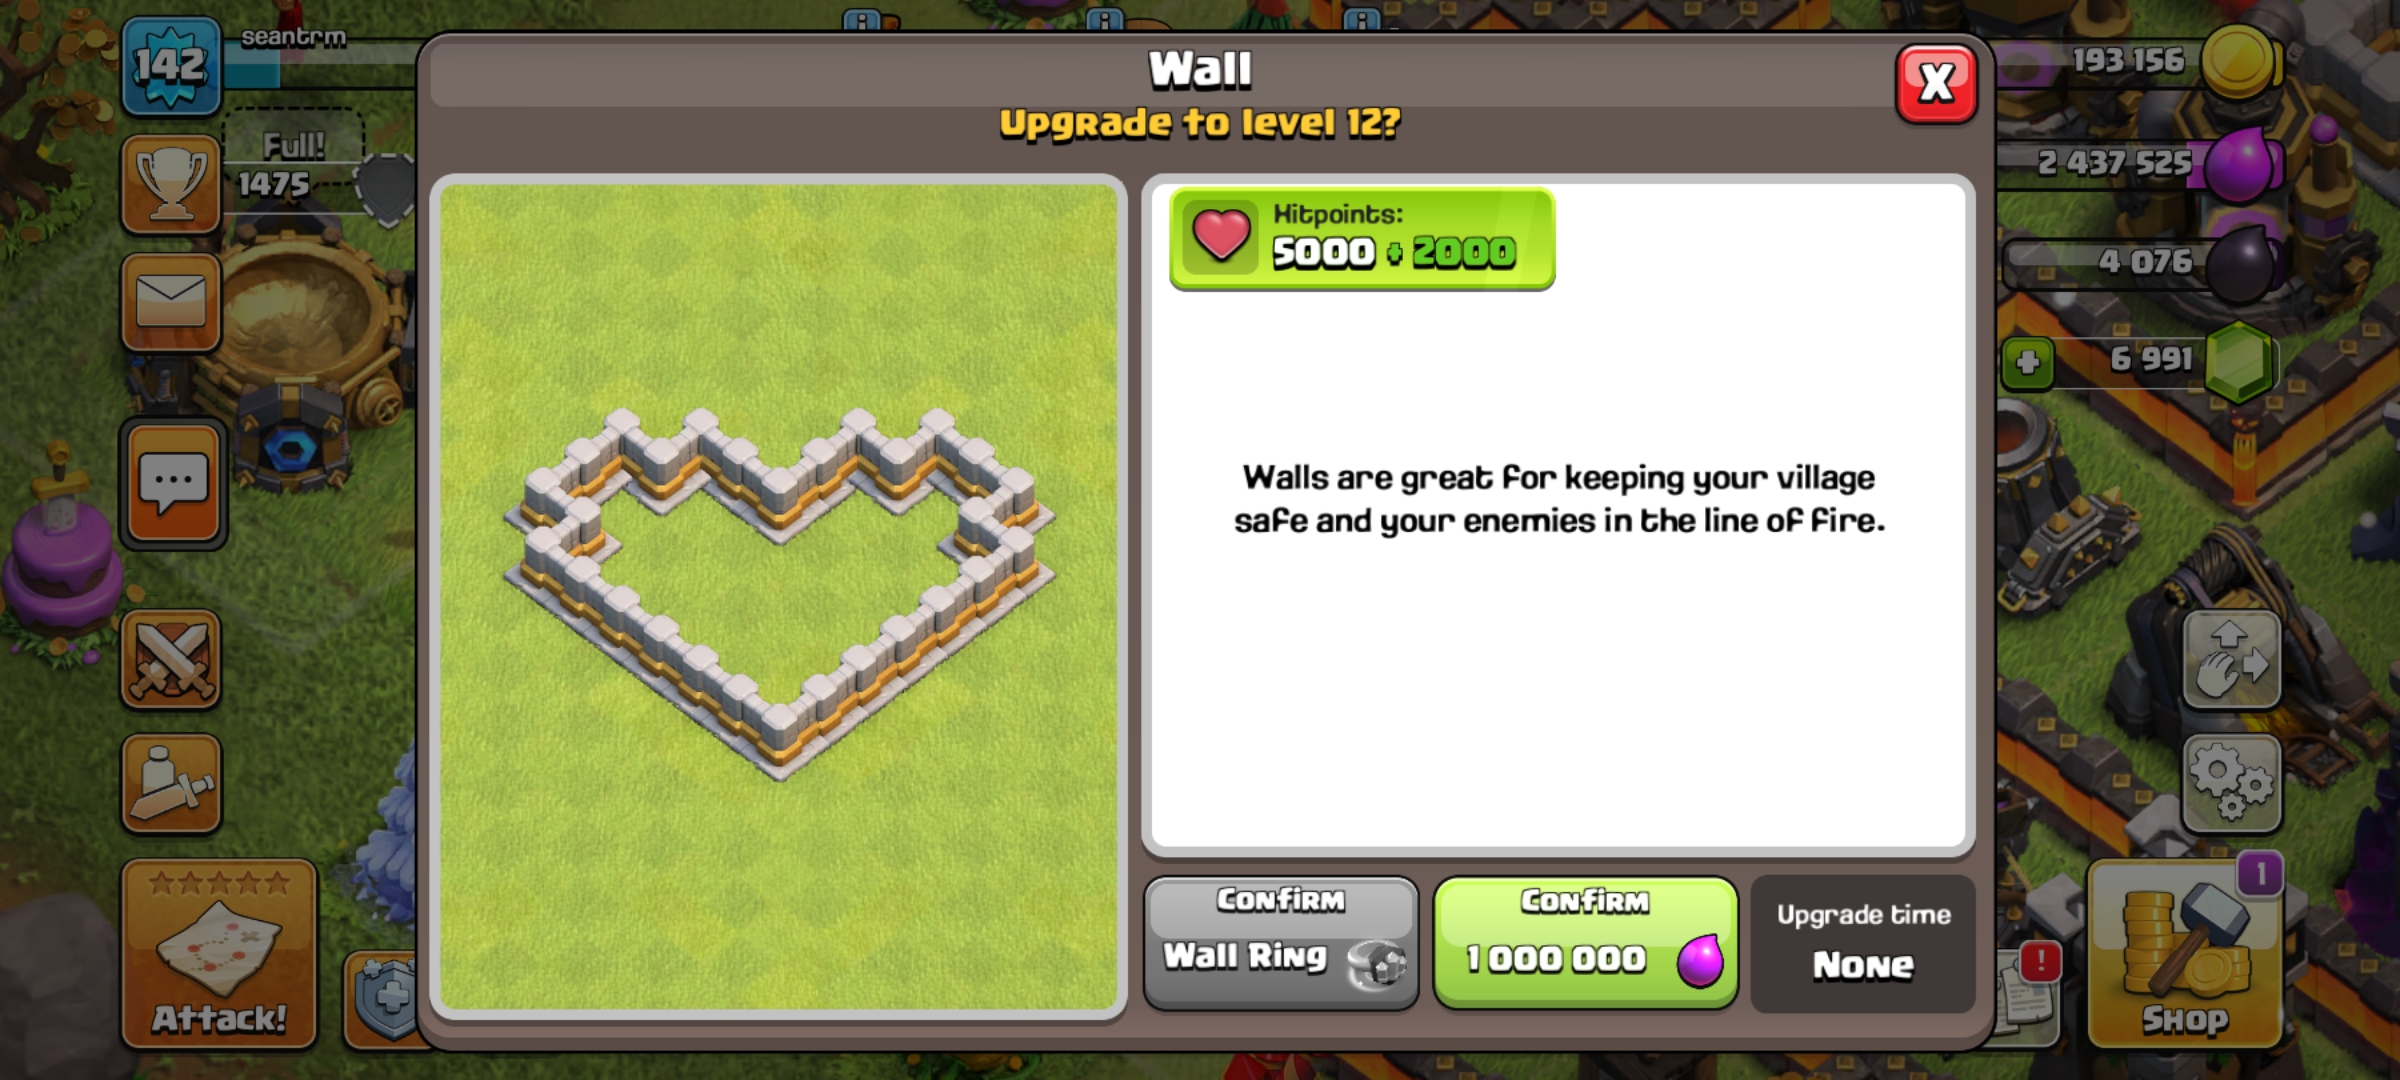 142
seantrm
Full!
1475
Wall
X
Upgrade to level 12?
193 156
2 437 525
4 076
6 991
Hitpoints:
5000 + 2000
Walls are great for keeping your village
safe and your enemies in the line of fire.
Confirm
Wall Ring
Confirm
1 000 000
Upgrade time
None
Attack!
!
1
Shop